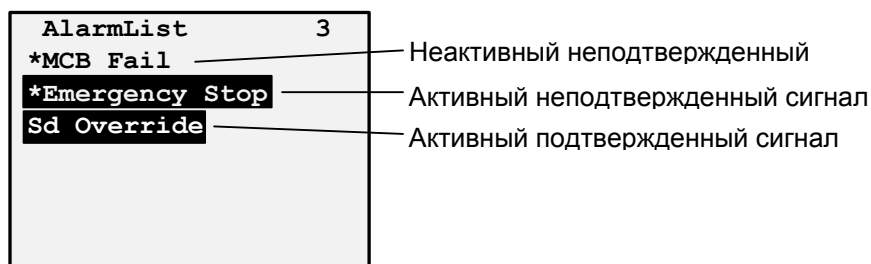 AlarmList 3
*MCB Fail
Неактивный неподтвержденный
*Emergency Stop
Активный неподтвержденный сигнал
Sd Override
Активный подтвержденный сигнал